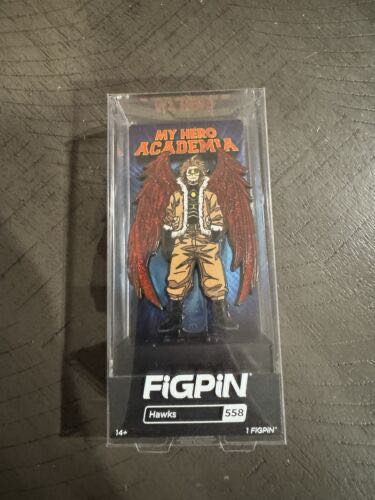 MY HERO
ACADEMIA
FiGPiN
Hawks 558
14+ 1 FIGPIN